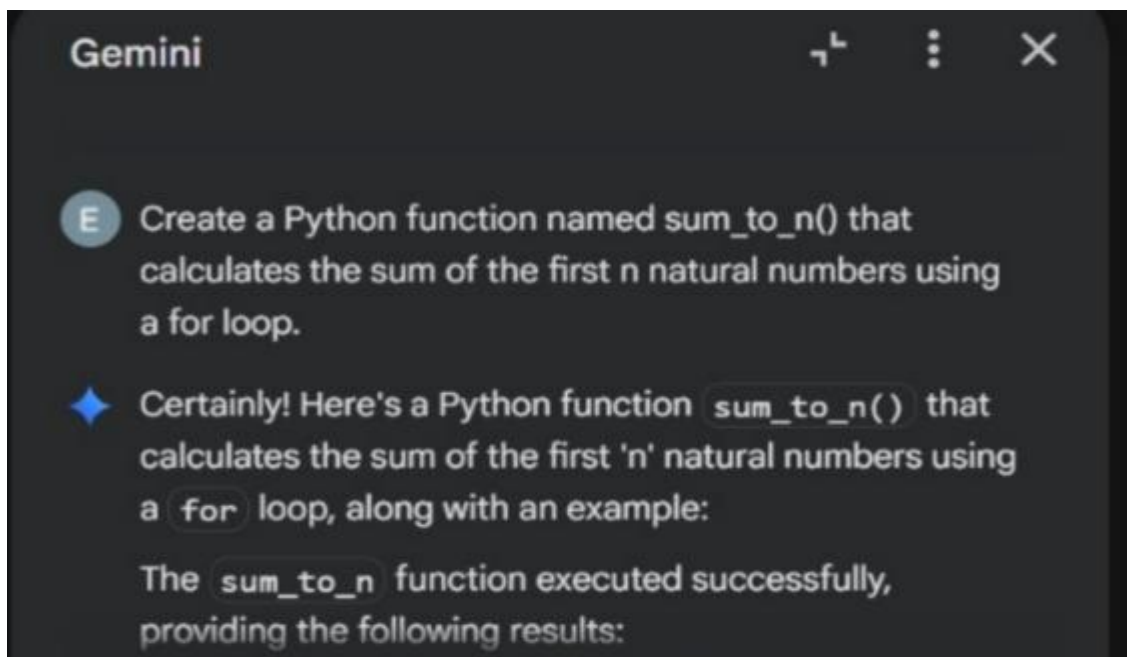 Gemini
E
Create a Python function named sum_to_n() that
calculates the sum of the first n natural numbers using
a for loop.
Certainly! Here's a Python function sum_to_n() that
calculates the sum of the first 'n' natural numbers using
a for loop, along with an example:
The sum_to_n function executed successfully,
providing the following results: